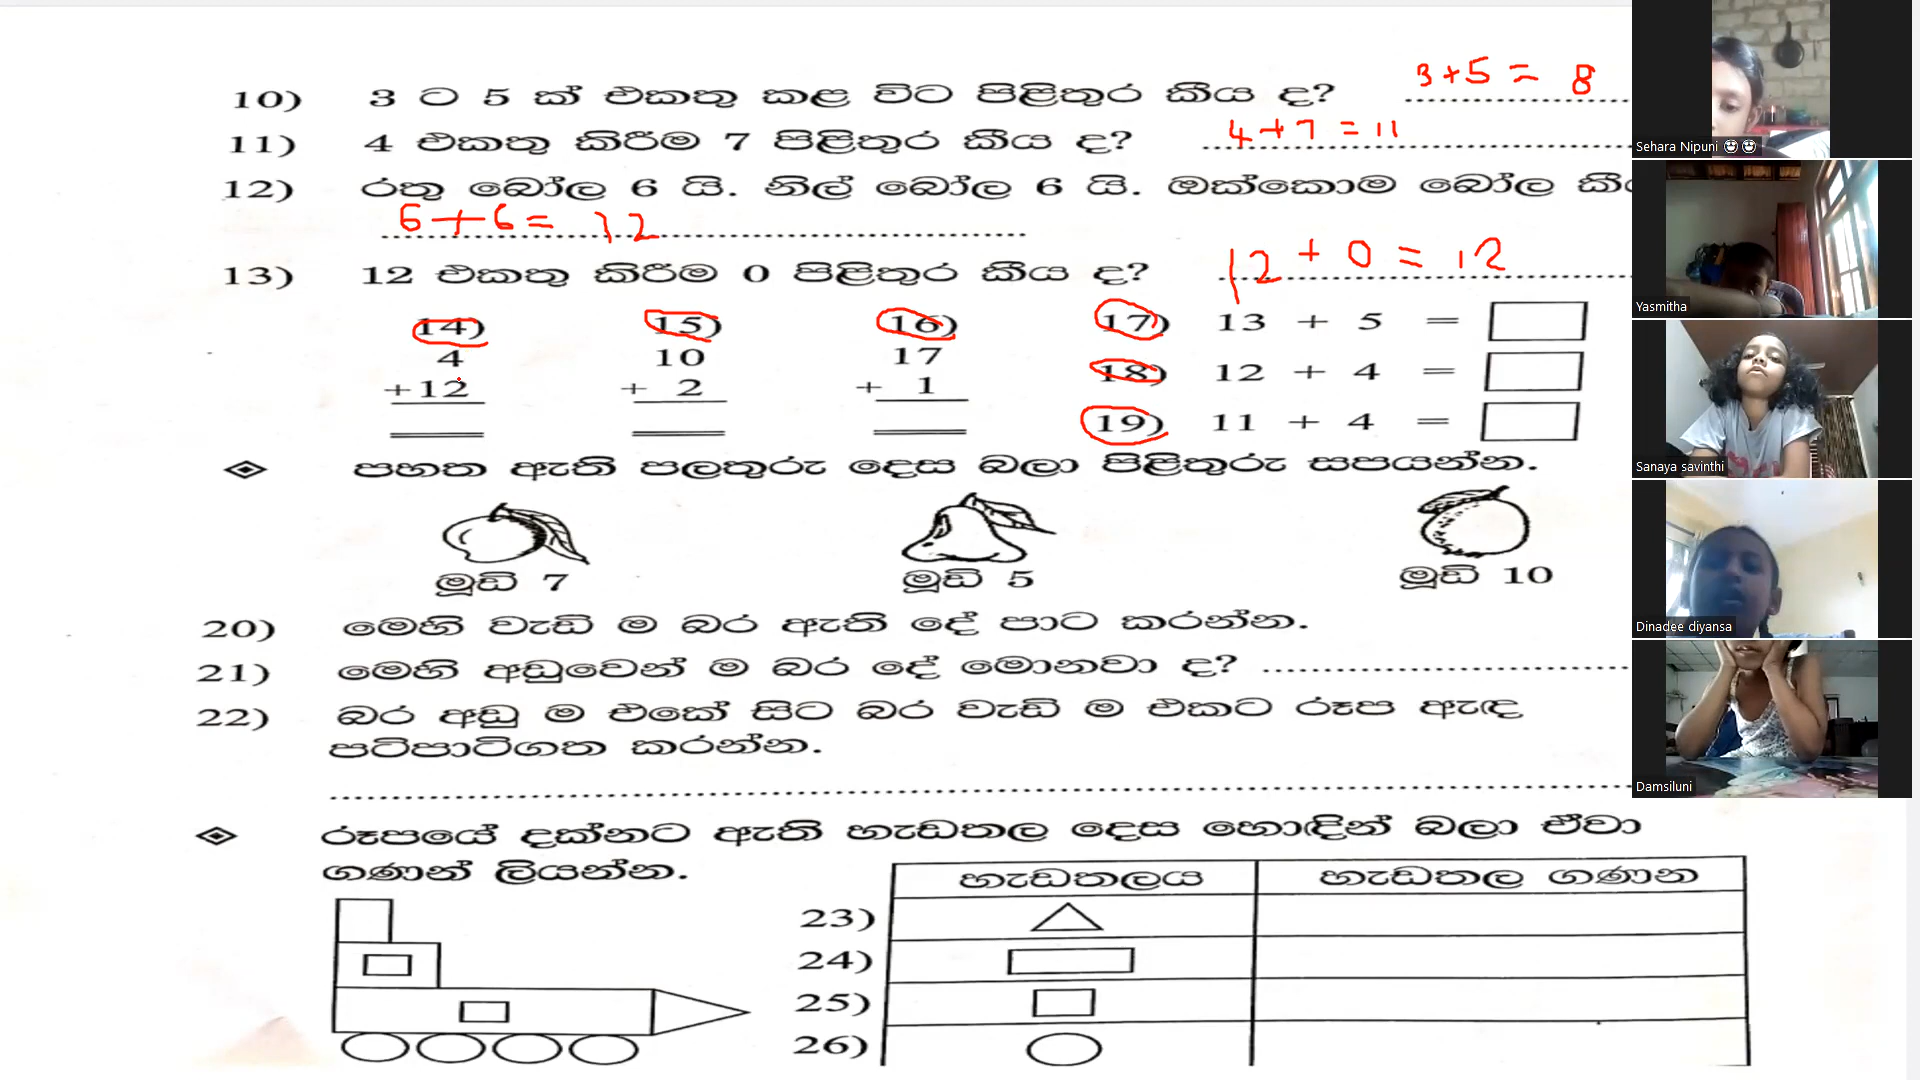 10) 3 ට 5 ක් එකතු කළ විට පිළිතුර කීය ද? 3+5 = 8
11) 4 එකතු කිරීම 7 පිළිතුර කීය ද? 4+7 = 11
12) රතු බෝල 6 යි. නිල් බෝල 6 යි. ඔක්කොම බෝල
6+6 = 12
13) 12 එකතු කිරීම 0 පිළිතුර කීය ද? 12 + 0 = 12
14) 15) 16) 17) 13 + 5 =
4 10 17
+12 + 2 + 1 18) 12 + 4 =
19) 11 + 4 =
පහත ඇති පලතුරු දෙස බලා පිළිතුරු සපයන්න.
මූඩි 7 මූඩි 5 මූඩි 10
20) මෙහි වැඩි ම බර ඇති දේ පාට කරන්න.
21) මෙහි අඩුවෙන් ම බර දේ මොනවා ද?
22) බර අඩු ම එකේ සිට බර වැඩි ම එකට රූප ඇඳ
පටිපාටිගත කරන්න.
රූපයේ දක්නට ඇති හැඩතල දෙස හොඳින් බලා ඒවා
ගණන් ලියන්න.
හැඩතලය හැඩතල ගණන
23)
24)
25)
26)
Sehara Nipuni
Yasmitha
Sanaya savinthi
Dinadee diyansa
Damsiluni